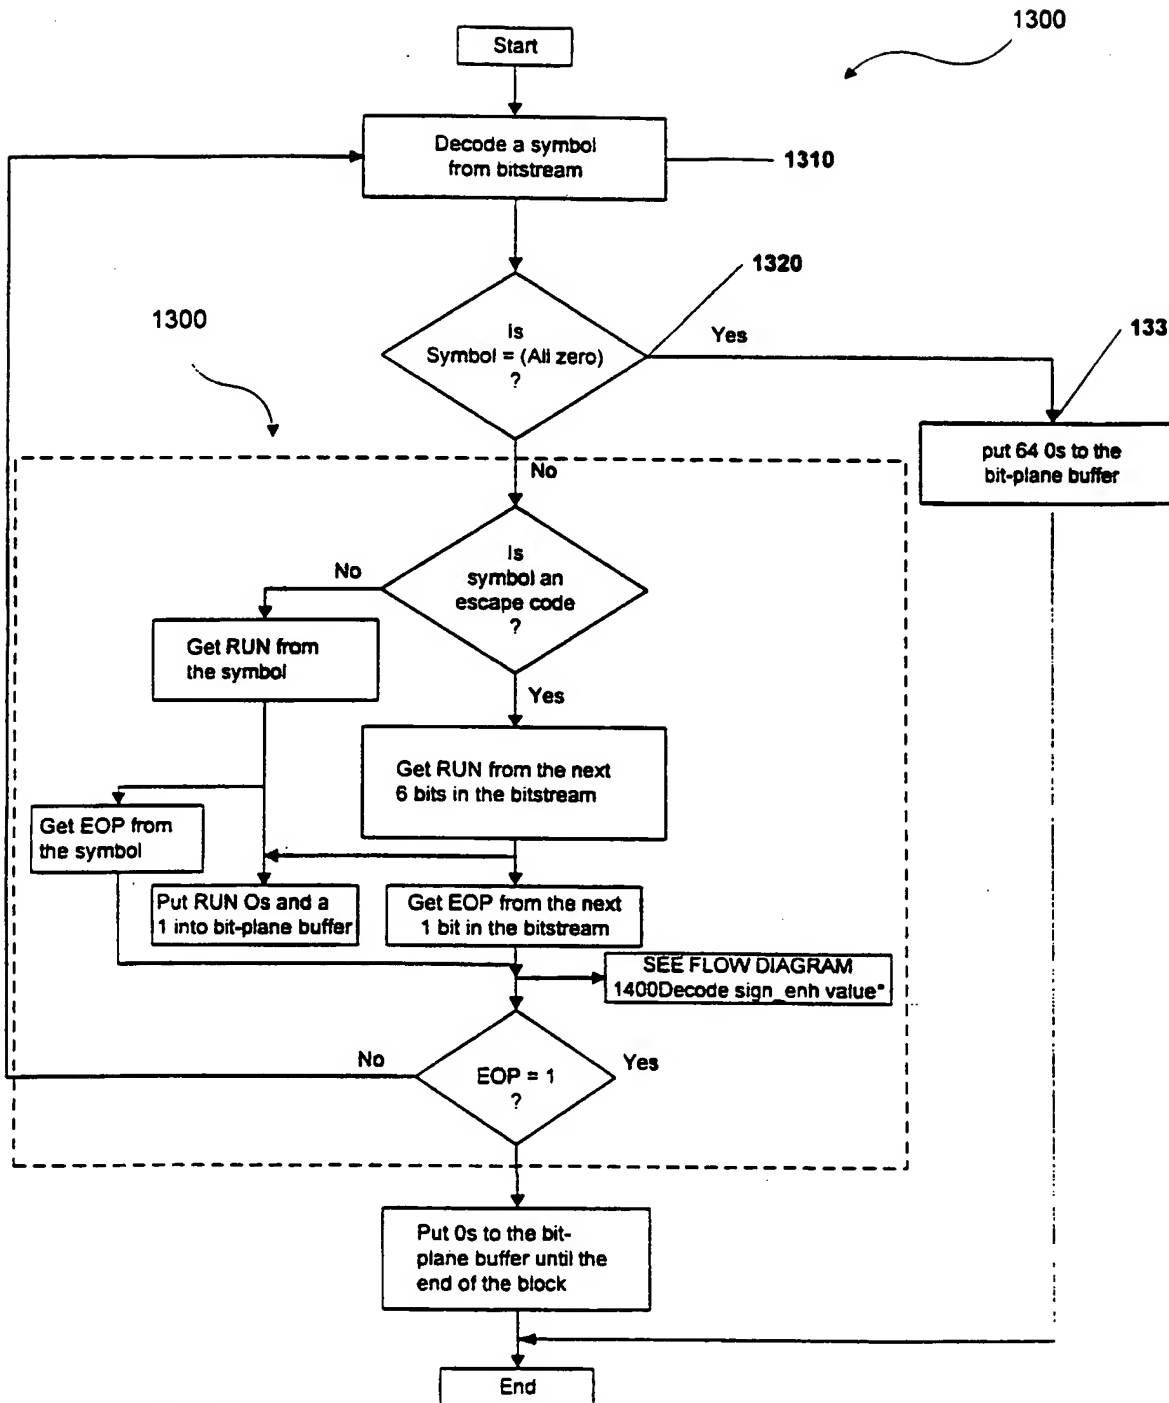 1300
Start
Decode a symbol
from bitstream
1310
1320
Is
Symbol = (All zero)
?
Yes
133
1300
put 64 0s to the
bit-plane buffer
No
Is
symbol an
escape code
?
No
Get RUN from
the symbol
Yes
Get RUN from the next
6 bits in the bitstream
Get EOP from
the symbol
Put RUN Os and a
1 into bit-plane buffer
Get EOP from the next
1 bit in the bitstream
SEE FLOW DIAGRAM
1400Decode sign_enh value"
No
EOP = 1
?
Yes
Put 0s to the bit-
plane buffer until the
end of the block
End